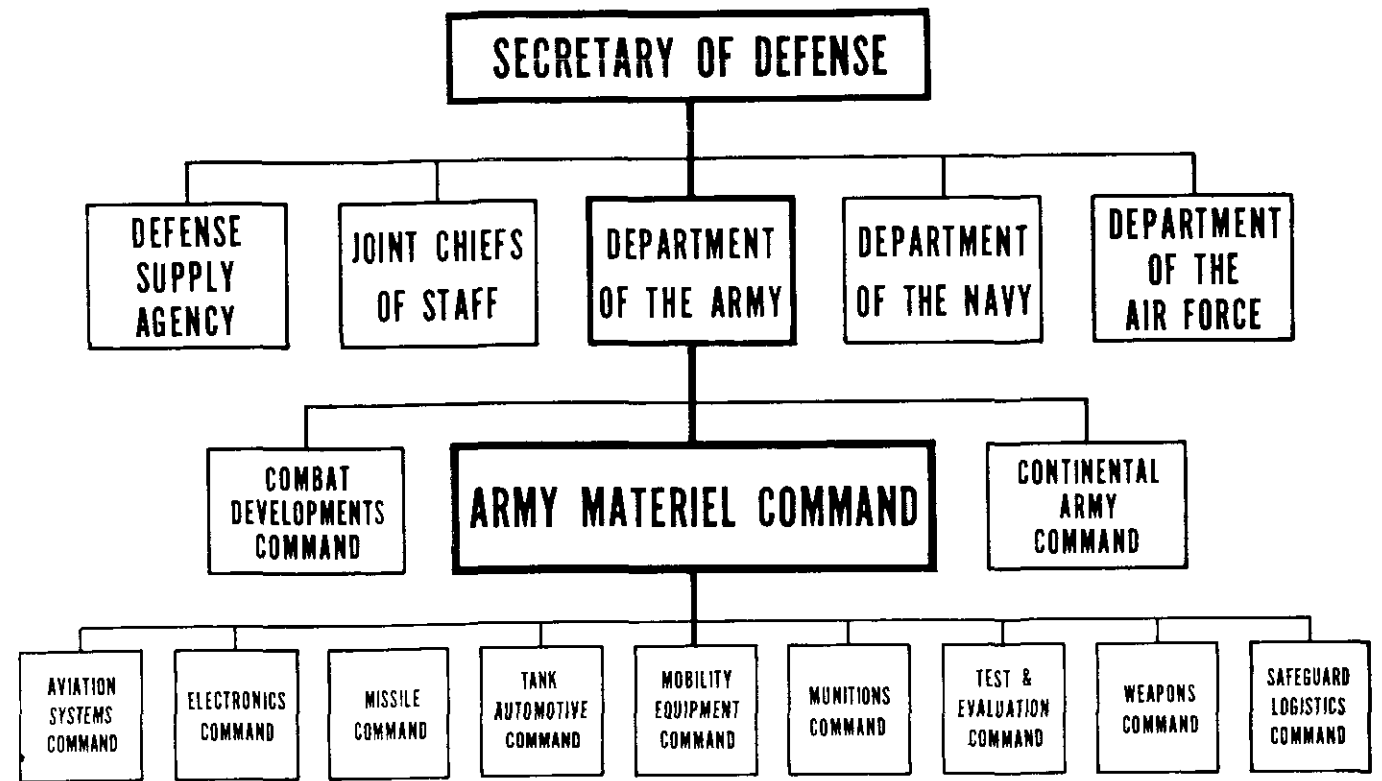 SECRETARY OF DEFENSE
DEFENSE
SUPPLY
AGENCY
JOINT CHIEFS
OF STAFF
DEPARTMENT
OF THE ARMY
DEPARTMENT
OF THE NAVY
DEPARTMENT
OF THE
AIR FORCE
COMBAT
DEVELOPMENTS
COMMAND
ARMY MATERIEL COMMAND
CONTINENTAL
ARMY
COMMAND
AVIATION
SYSTEMS
COMMAND
ELECTRONICS
COMMAND
MISSILE
COMMAND
TANK
AUTOMOTIVE
COMMAND
MOBILITY
EQUIPMENT
COMMAND
MUNITIONS
COMMAND
TEST &
EVALUATION
COMMAND
WEAPONS
COMMAND
SAFEGUARD
LOGISTICS
COMMAND